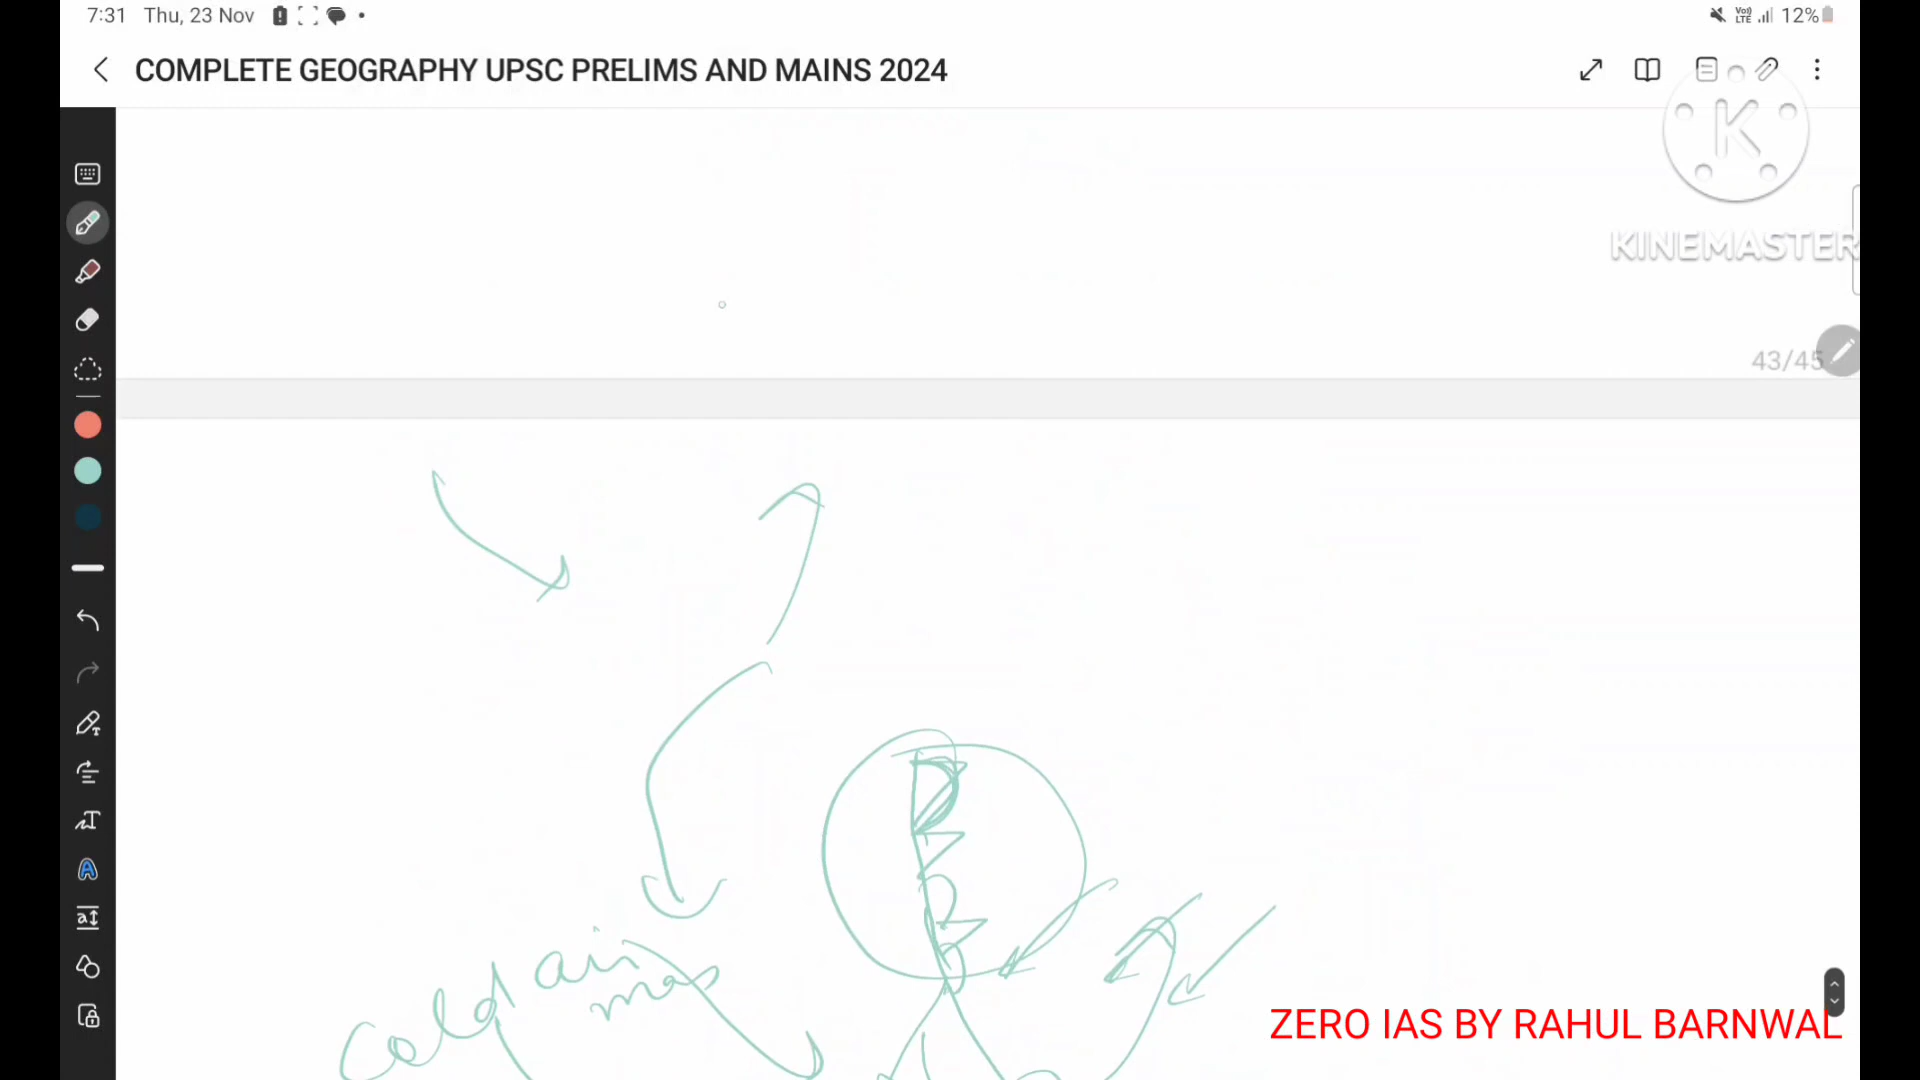 7:31 Thu, 23 Nov
12%
COMPLETE GEOGRAPHY UPSC PRELIMS AND MAINS 2024
K
KINEMASTER
43/45
cold air
mas
ZERO IAS BY RAHUL BARNWAL